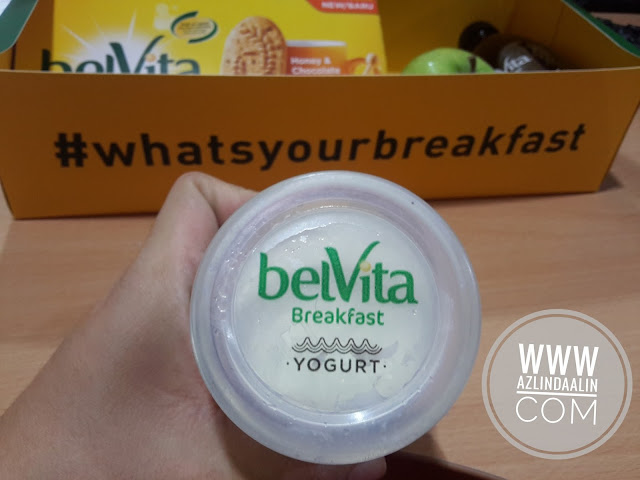 NEW/BARU
belVita
Honey &
Chocolate
#whatsyourbreakfast
belVita
Breakfast
·YOGURT·
WWW
AZLINDAALIN
COM